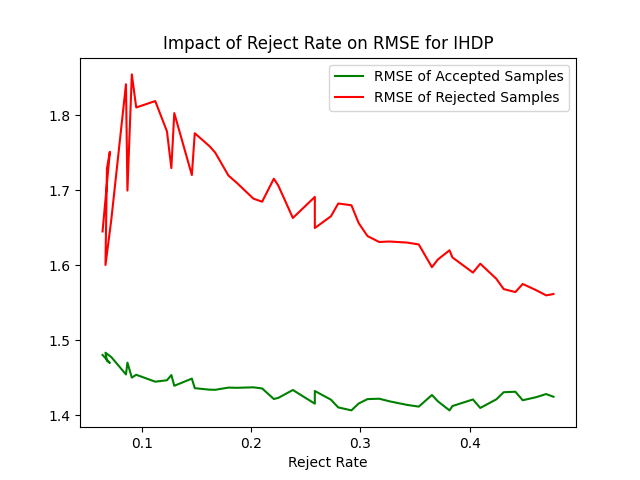 Impact of Reject Rate on RMSE for IHDP
RMSE of Accepted Samples
RMSE of Rejected Samples
1.8
1.7
1.6
1.5
1.4
0.1 0.2 0.3 0.4
Reject Rate